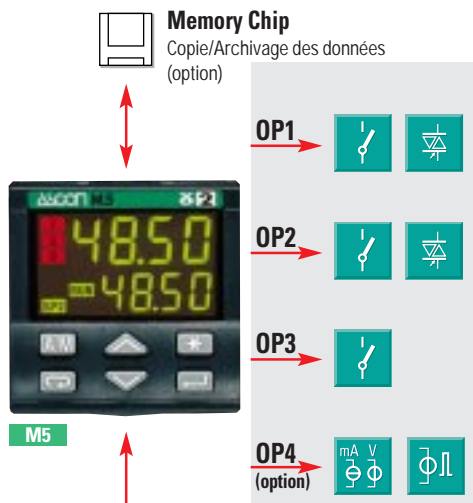 Memory Chip
Copie/Archivage des données
(option)
OP1
OP2
OP3
OP4
(option)
mA V
ASCON M5
48.50
48.50
A/M
M5